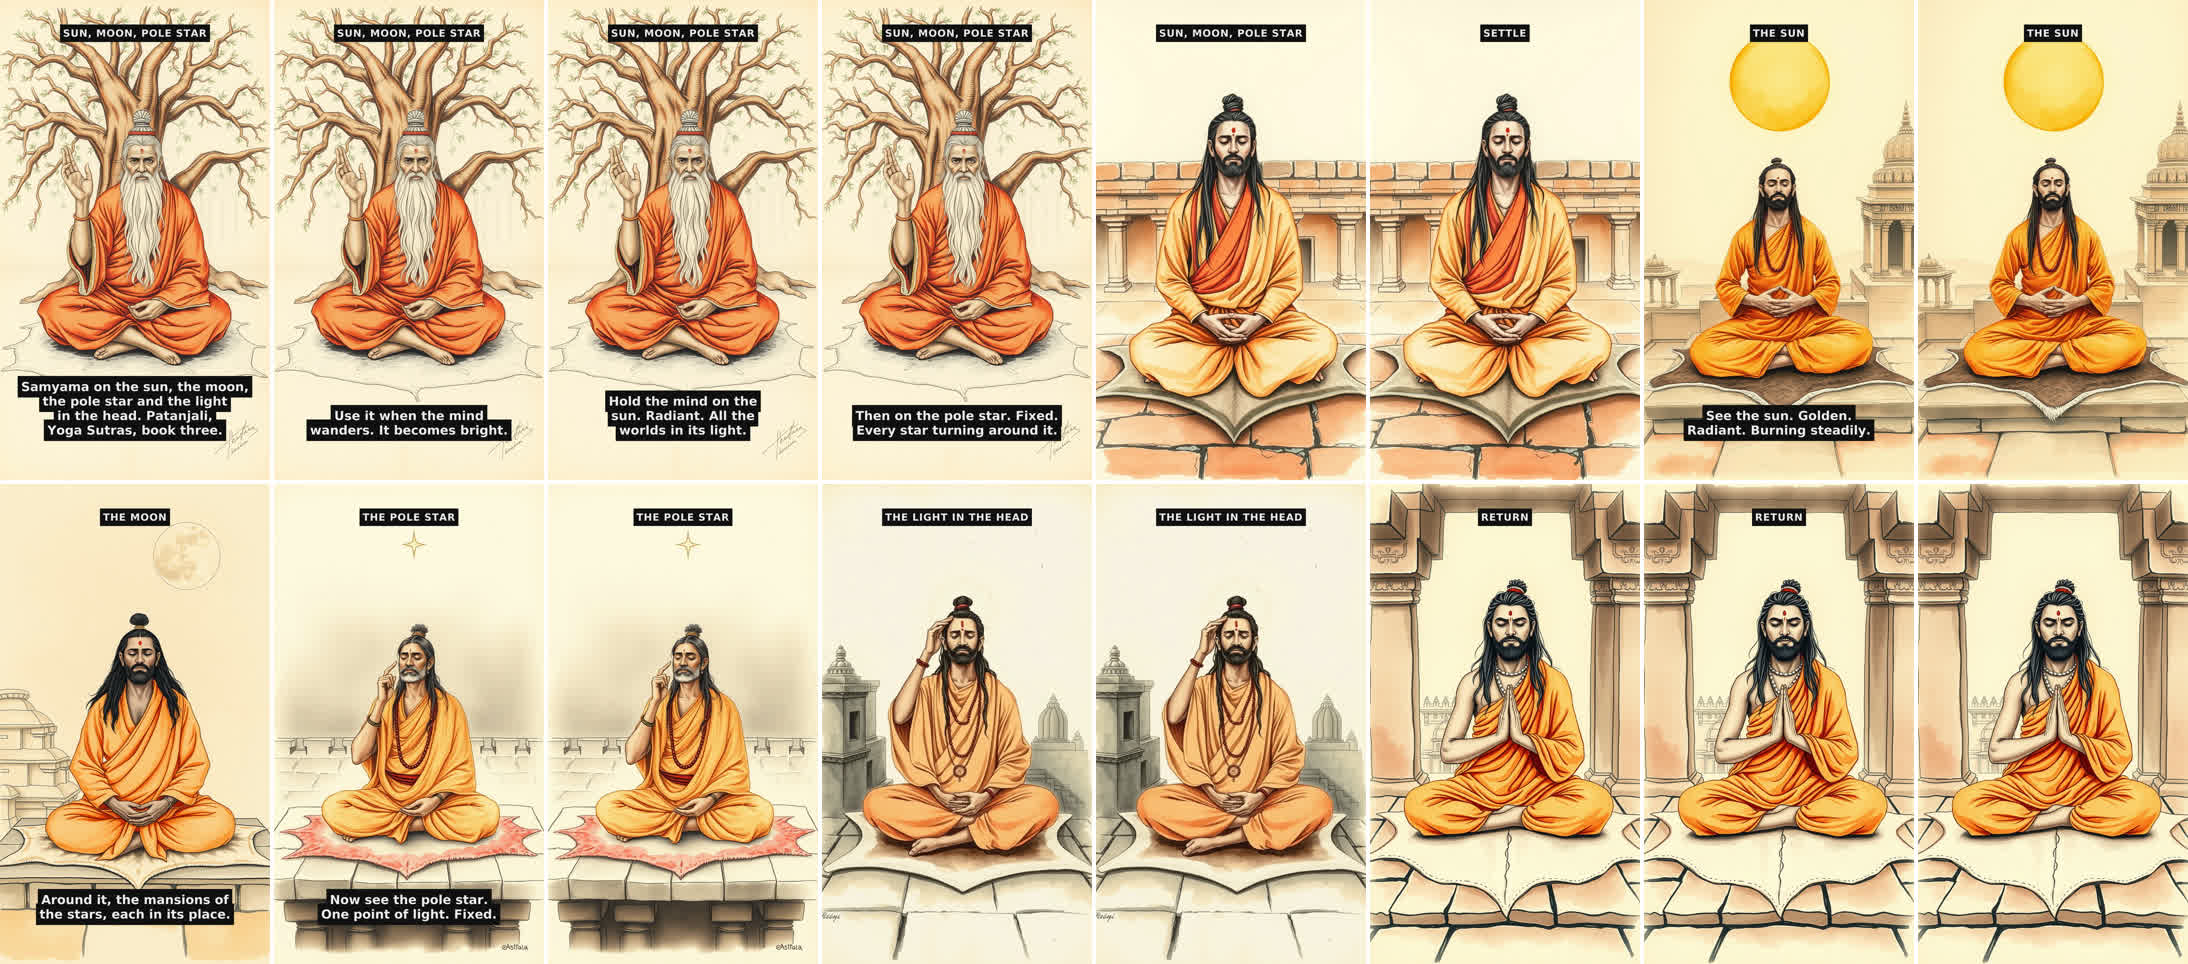 SUN, MOON, POLE STAR
Samyama on the sun, the moon,
the pole star and the light
in the head. Patanjali,
Yoga Sutras, book three.
SUN, MOON, POLE STAR
Use it when the mind
wanders. It becomes bright.
SUN, MOON, POLE STAR
Hold the mind on the
sun. Radiant. All the
worlds in its light.
SUN, MOON, POLE STAR
Then on the pole star. Fixed.
Every star turning around it.
SUN, MOON, POLE STAR
SETTLE
THE SUN
See the sun. Golden.
Radiant. Burning steadily.
THE SUN
THE MOON
Around it, the mansions of
the stars, each in its place.
THE POLE STAR
Now see the pole star.
One point of light. Fixed.
THE POLE STAR
THE LIGHT IN THE HEAD
THE LIGHT IN THE HEAD
RETURN
RETURN